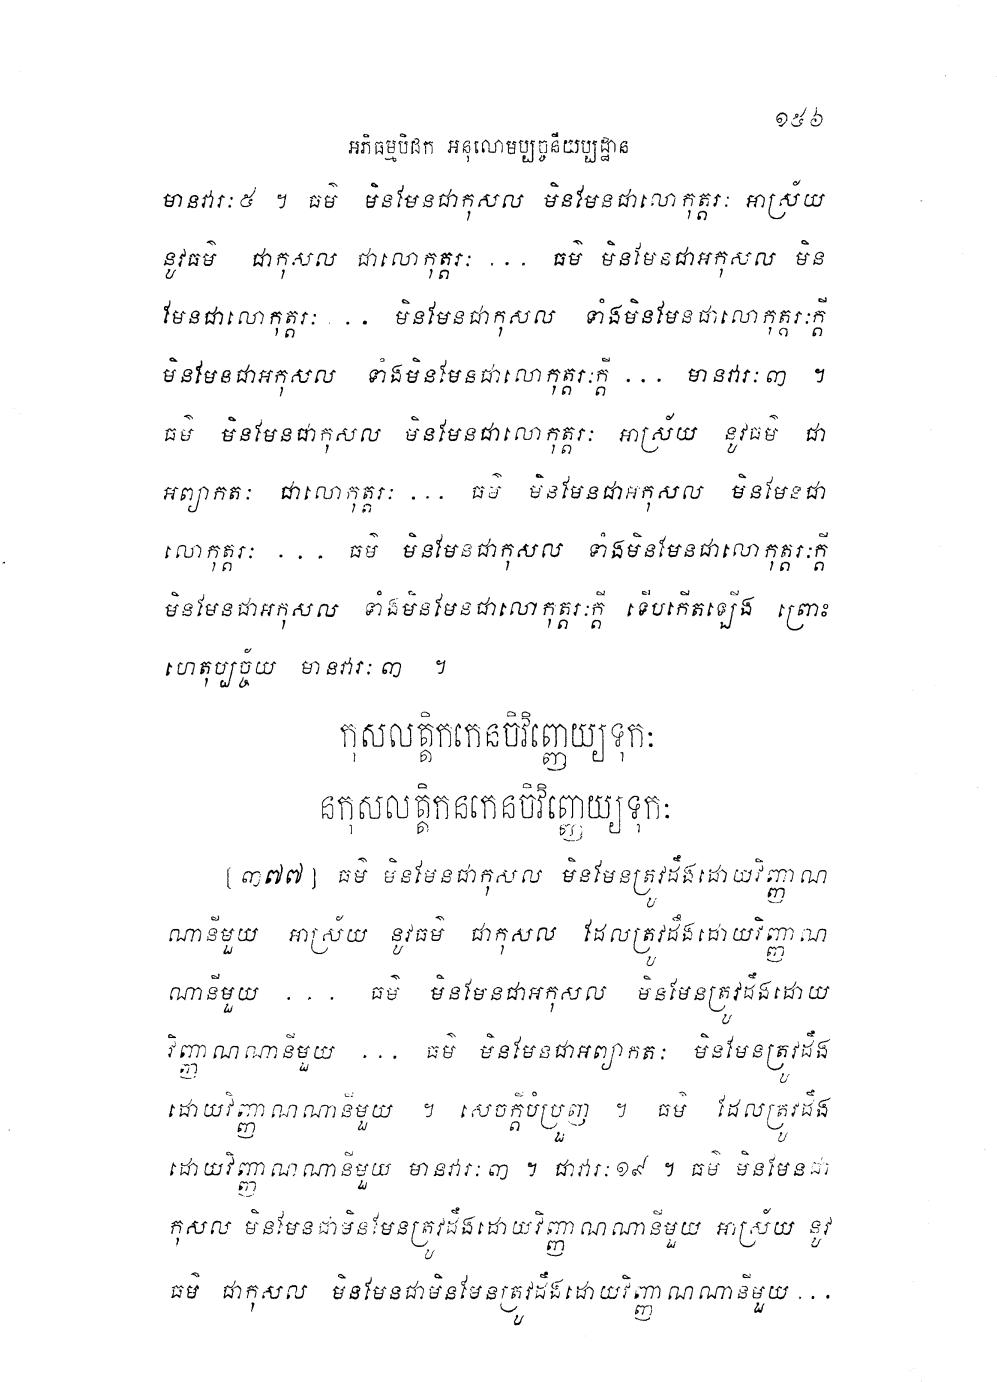 ១៥៦
អភិធម្មបិដក អនុលោមប្បច្ចនីយប្បដ្ឋាន
មានវារៈ ៥ ។ ធម៌ មិនមែនជាកុសល មិនមែនជាលោកុត្តរៈ អាស្រ័យ
នូវធម៌ ជាកុសល ជាលោកុត្តរៈ ... ធម៌ មិនមែនជាអកុសល មិន
មែនជាលោកុត្តរៈ ... មិនមែនជាកុសល ទាំងមិនមែនជាលោកុត្តរៈក្តី
មិនមែនជាអកុសល ទាំងមិនមែនជាលោកុត្តរៈក្តី ... មានវារៈ ៣ ។
ធម៌ មិនមែនជាកុសល មិនមែនជាលោកុត្តរៈ អាស្រ័យ នូវធម៌ ជា
អព្យាកតៈ ជាលោកុត្តរៈ ... ធម៌ មិនមែនជាអកុសល មិនមែនជា
លោកុត្តរៈ ... ធម៌ មិនមែនជាកុសល ទាំងមិនមែនជាលោកុត្តរៈក្តី
មិនមែនជាអកុសល ទាំងមិនមែនជាលោកុត្តរៈក្តី ទើបកើតឡើង ព្រោះ
ហេតុប្បច្ច័យ មានវារៈ ៣ ។
កុសលត្តិកកេនចិវិញ្ញេយ្យទុកៈ
នកុសលត្តិកនកេនចិវិញ្ញេយ្យទុកៈ
[៣៧៧] ធម៌ មិនមែនជាកុសល មិនមែនត្រូវដឹងដោយវិញ្ញាណ
ណានីមួយ អាស្រ័យ នូវធម៌ ជាកុសល ដែលត្រូវដឹងដោយវិញ្ញាណ
ណានីមួយ ... ធម៌ មិនមែនជាអកុសល មិនមែនត្រូវដឹងដោយ
វិញ្ញាណណានីមួយ ... ធម៌ មិនមែនជាអព្យាកតៈ មិនមែនត្រូវដឹង
ដោយវិញ្ញាណណានីមួយ ។ សេចក្តីបំប្រួញ ។ ធម៌ ដែលត្រូវដឹង
ដោយវិញ្ញាណណានីមួយ មានវារៈ ៣ ។ ជាវារៈ ១៩ ។ ធម៌ មិនមែនជា
កុសល មិនមែនជាមិនមែនត្រូវដឹងដោយវិញ្ញាណណានីមួយ អាស្រ័យ នូវ
ធម៌ ជាកុសល មិនមែនជាមិនមែនត្រូវដឹងដោយវិញ្ញាណណានីមួយ ...